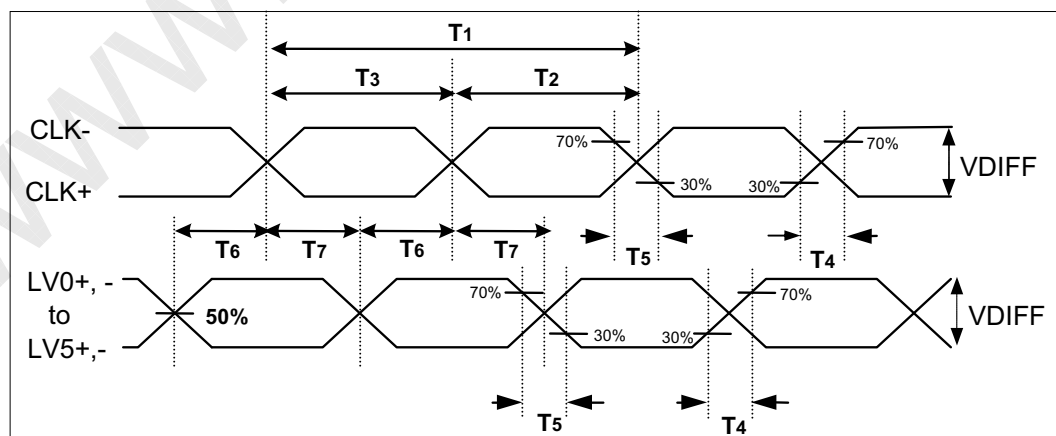 T1
T3 T2
CLK-
70% 70%
VDIFF
CLK+
30% 30%
T6 T7 T6 T7
T5 T4
LV0+, -
70% 70%
to
50%
VDIFF
30% 30%
LV5+,-
T5 T4